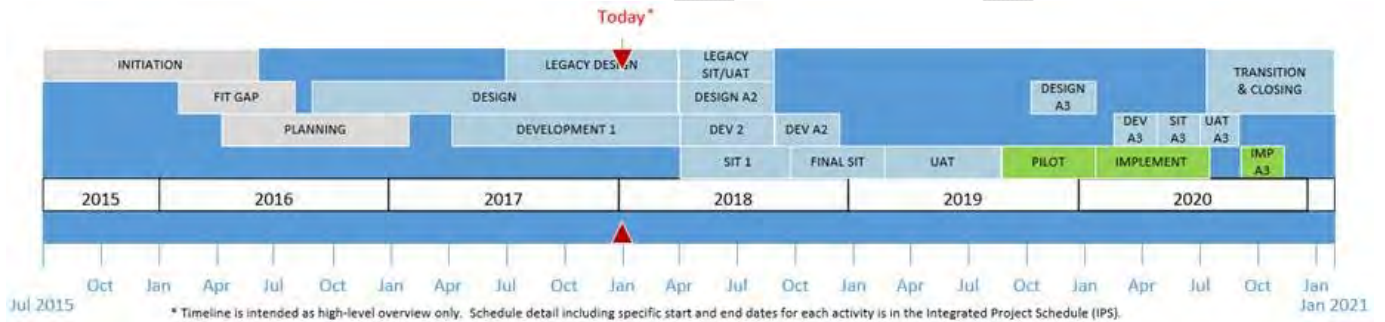 Today*
INITIATION
LEGACY DESIGN
LEGACY
SIT/UAT
TRANSITION
& CLOSING
FIT GAP
DESIGN
DESIGN A2
DESIGN
A3
PLANNING
DEVELOPMENT 1
DEV 2
DEV A2
DEV
A3
SIT
A3
UAT
A3
SIT 1
FINAL SIT
UAT
PILOT
IMPLEMENT
IMP
A3
2015 2016 2017 2018 2019 2020
Oct Jan Apr Jul Oct Jan Apr Jul Oct Jan Apr Jul Oct Jan Apr Jul Oct Jan Apr Jul Oct Jan
Jul 2015 Jan 2021
* Timeline is intended as high-level overview only. Schedule detail including specific start and end dates for each activity is in the Integrated Project Schedule (IPS).